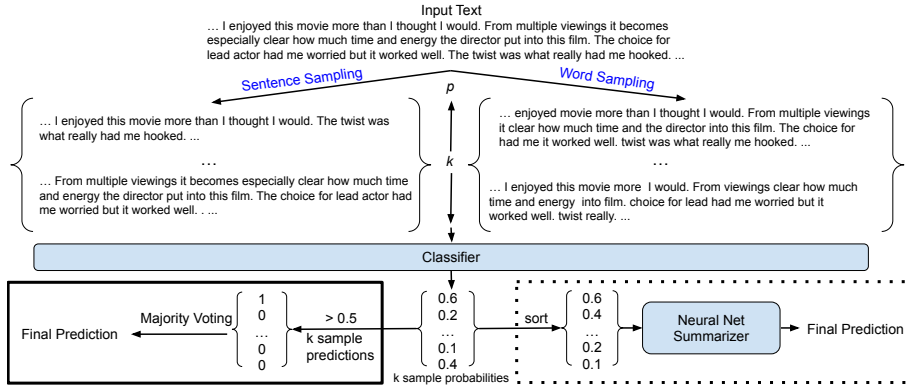 Input Text
... I enjoyed this movie more than I thought I would. From multiple viewings it becomes
especially clear how much time and energy the director put into this film. The choice for
lead actor had me worried but it worked well. The twist was what really had me hooked. ...
Sentence Sampling
Word Sampling
p
... I enjoyed this movie more than I thought I would. The twist was
what really had me hooked. ...
...
... From multiple viewings it becomes especially clear how much time
and energy the director put into this film. The choice for lead actor had
me worried but it worked well. . ...
k
... enjoyed movie more than I thought I would. From multiple viewings
it clear how much time and the director into this film. The choice for
had me it worked well. twist was what really me hooked. ...
...
... I enjoyed this movie more I would. From viewings clear how much
time and energy into film. choice for lead had me worried but it
worked well. twist really. ...
Classifier
Final Prediction
Majority Voting
1
0
...
0
0
> 0.5
k sample
predictions
0.6
0.2
...
0.1
0.4
k sample probabilities
sort
0.6
0.4
...
0.2
0.1
Neural Net
Summarizer
Final Prediction